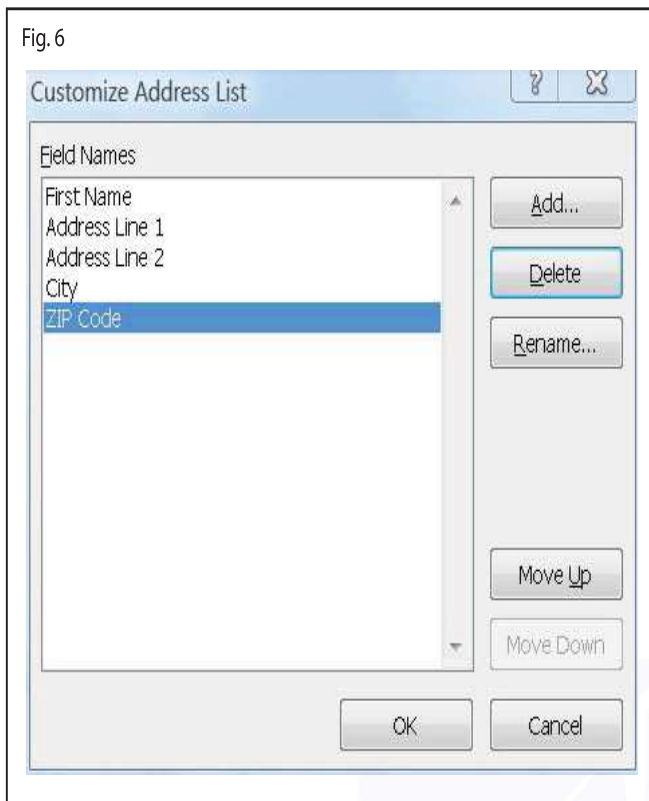 Fig. 6
Customize Address List
Field Names
First Name
Address Line 1
Address Line 2
City
ZIP Code
Add...
Delete
Rename...
Move Up
Move Down
OK
Cancel